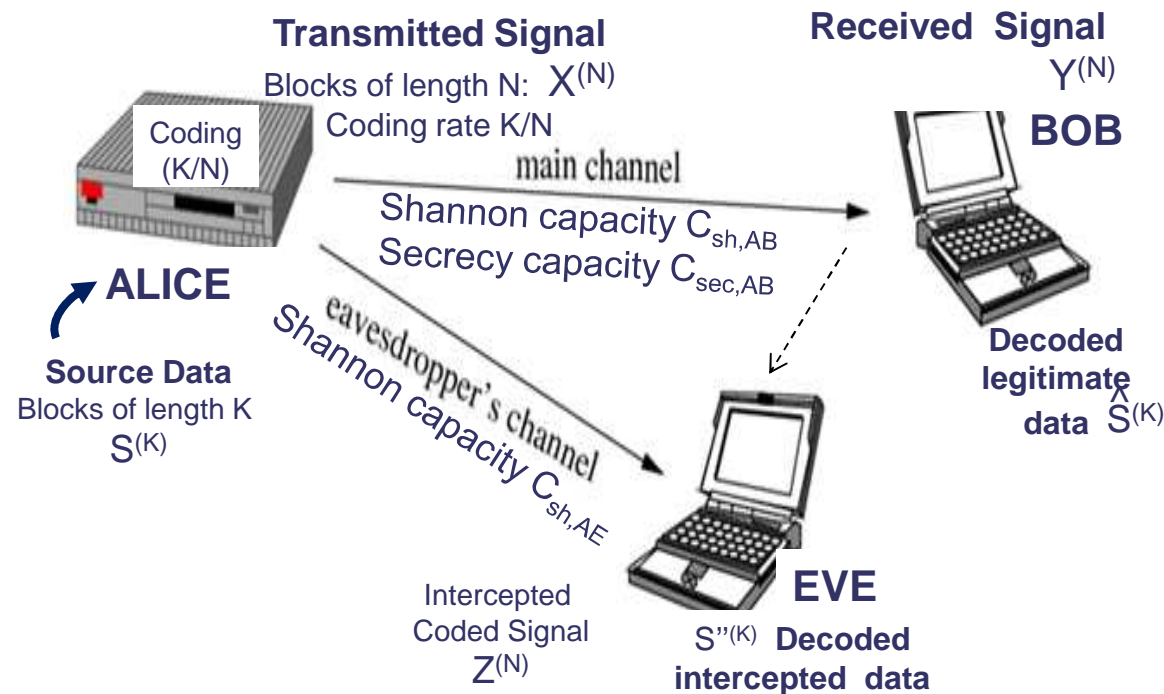 Transmitted Signal
Blocks of length N: X(N)
Coding rate K/N
Received Signal
Y(N)
BOB
Coding
(K/N)
main channel
Shannon capacity Csh,AB
Secrecy capacity Csec,AB
ALICE
eavesdropper's channel
Shannon capacity Csh,AE
Source Data
Blocks of length K
S(K)
Decoded
legitimate
data Ŝ(K)
Intercepted
Coded Signal
Z(N)
EVE
S''(K) Decoded
intercepted data